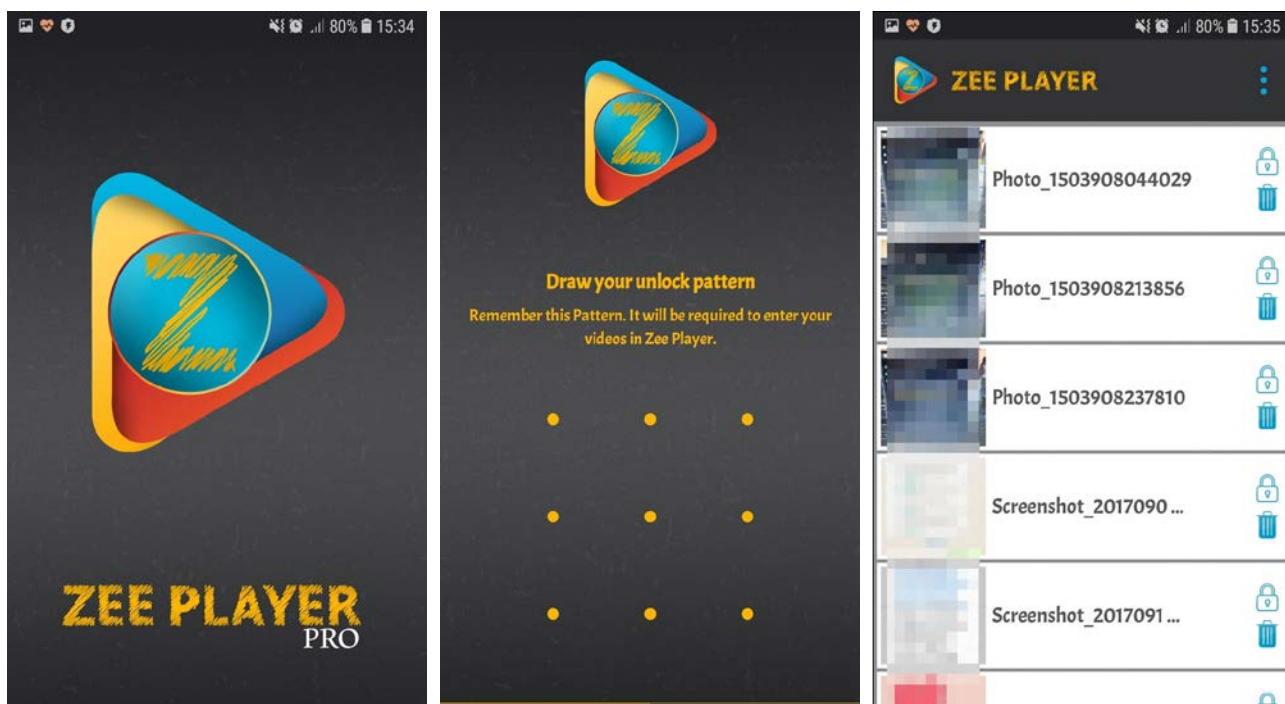 80% 15:34
Z
ZEE PLAYER
PRO
Z
Draw your unlock pattern
Remember this Pattern. It will be required to enter your
videos in Zee Player.
80% 15:35
Z ZEE PLAYER
Photo_1503908044029
Photo_1503908213856
Photo_1503908237810
Screenshot_2017090 ...
Screenshot_2017091 ...